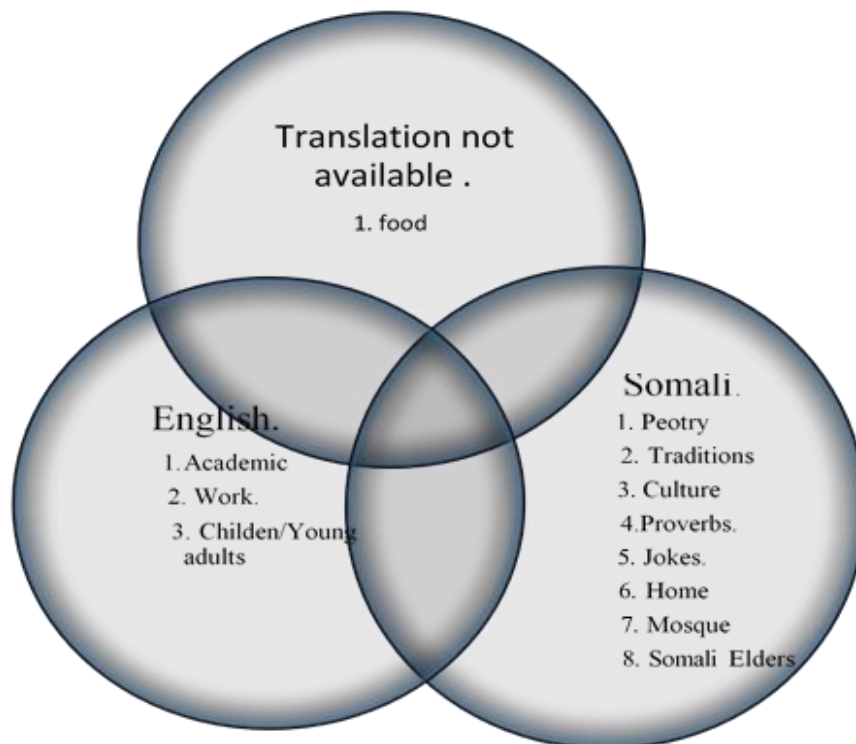 Translation not
available .
1. food
English.
1. Academic
2. Work.
3. Childen/Young
adults
Somali.
1. Peotry
2. Traditions
3. Culture
4.Proverbs.
5. Jokes.
6. Home
7. Mosque
8. Somali Elders